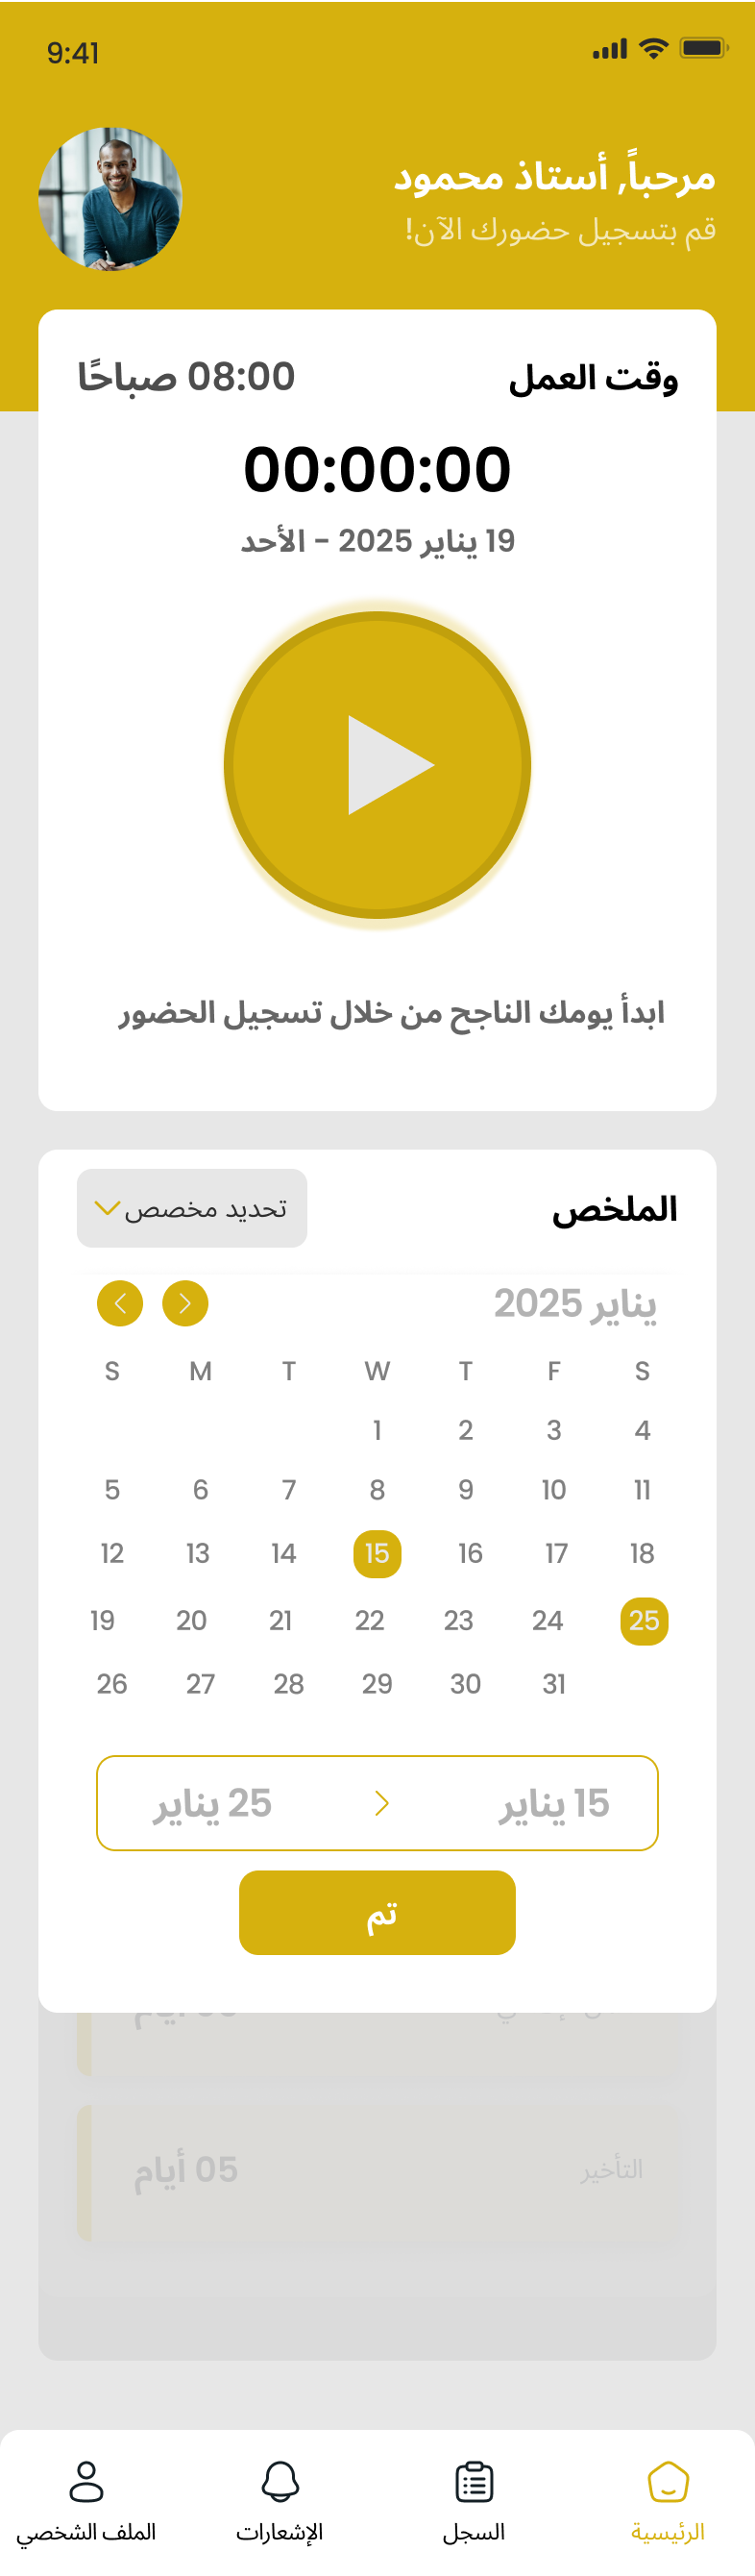 9:41
مرحباً, أستاذ محمود
قم بتسجيل حضورك الآن!
وقت العمل
08:00 صباحًا
00:00:00
19 يناير 2025 - الأحد
ابدأ يومك الناجح من خلال تسجيل الحضور
الملخص
تحديد مخصص
يناير 2025
S M T W T F S
1 2 3 4
5 6 7 8 9 10 11
12 13 14 15 16 17 18
19 20 21 22 23 24 25
26 27 28 29 30 31
15 يناير > 25 يناير
تم
التأخير
05 أيام
الرئيسية
السجل
الإشعارات
الملف الشخصي